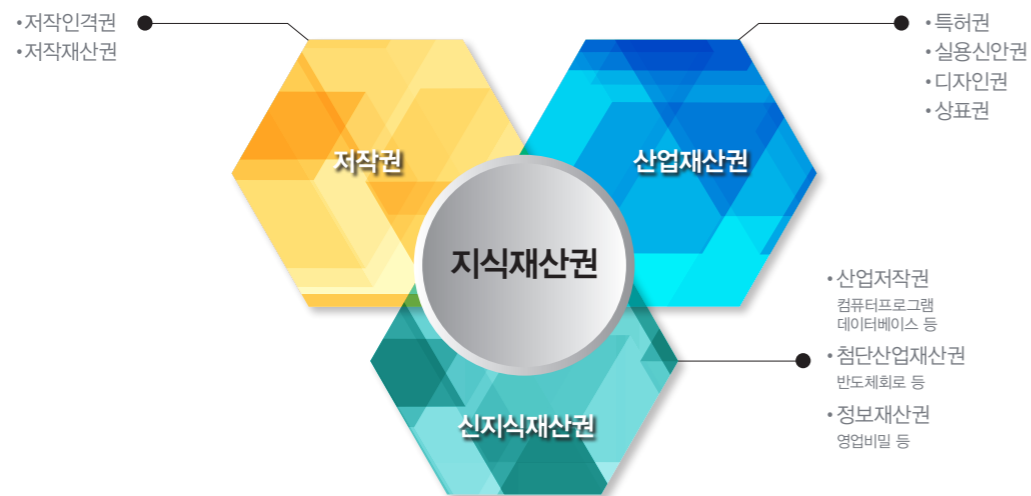 •저작인격권
•저작재산권
•특허권
•실용신안권
•디자인권
•상표권
저작권
산업재산권
지식재산권
신지식재산권
•산업저작권
컴퓨터프로그램
데이터베이스 등
•첨단산업재산권
반도체회로 등
•정보재산권
영업비밀 등